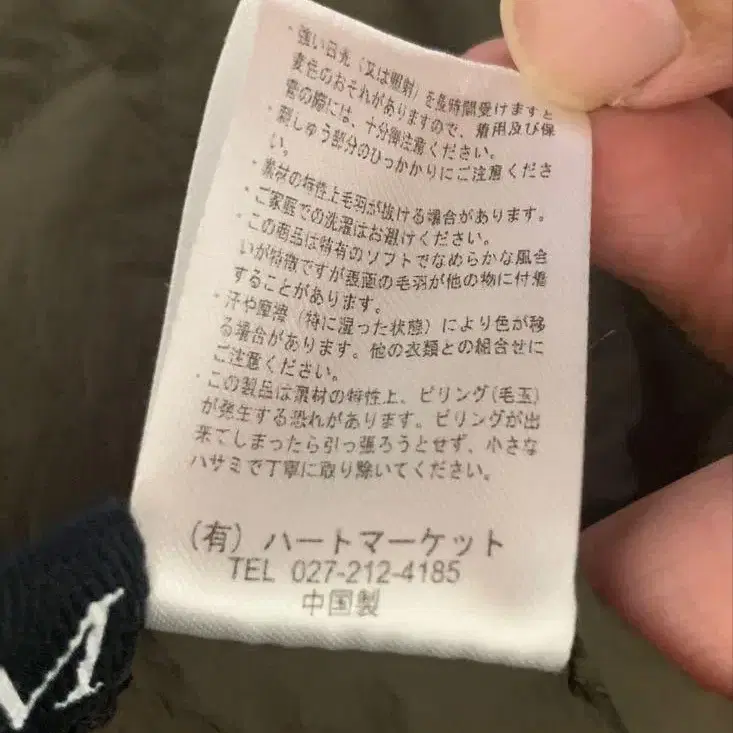 ・強い日光(又は照射)を長時間受けますと
変色のおそれがありますので、着用及び保
管の際には、十分御注意ください。
・刺しゅう部分のひっかかりにご注意くださ
い。
・素材の特性上毛羽が抜ける場合があります。
・ご家庭での洗濯はお避けください。
・この商品は特有のソフトでなめらかな風合
いが特徴ですが表面の毛羽が他の物に付着
することがあります。
・汗や摩擦(特に湿った状態)により色が移
る場合があります。他の衣類との組合せに
ご注意ください。
・この製品は素材の特性上、ピリング(毛玉)
が発生する恐れがあります。ピリングが出
来てしまったら引っ張ろうとせず、小さな
ハサミで丁寧に取り除いてください。
(有)ハートマーケット
TEL 027-212-4185
中国製
M